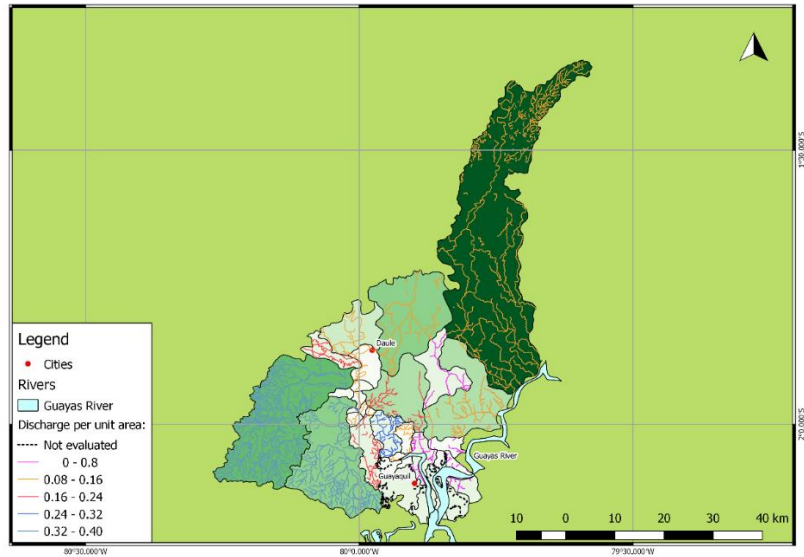 1°30.000'S
Legend
Cities
Rivers
Guayas River
Discharge per unit area:
Not evaluated
0 - 0.8
0.08 - 0.16
0.16 - 0.24
0.24 - 0.32
0.32 - 0.40
Daule
2°0.000'S
Guayas River
Guayaquil
10 0 10 20 30 40 km
80°30.000'W 80°0.000'W 79°30.000'W